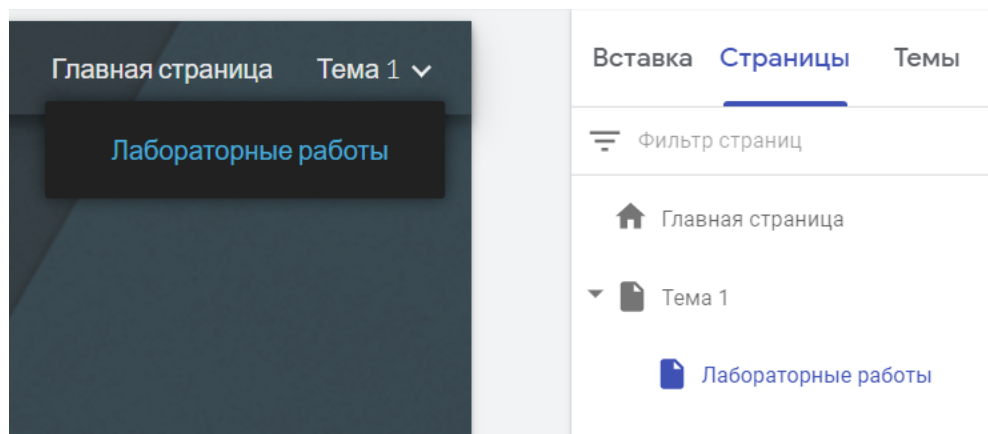 Главная страница Тема 1
Лабораторные работы
Вставка Страницы Темы
Фильтр страниц
Главная страница
Тема 1
Лабораторные работы